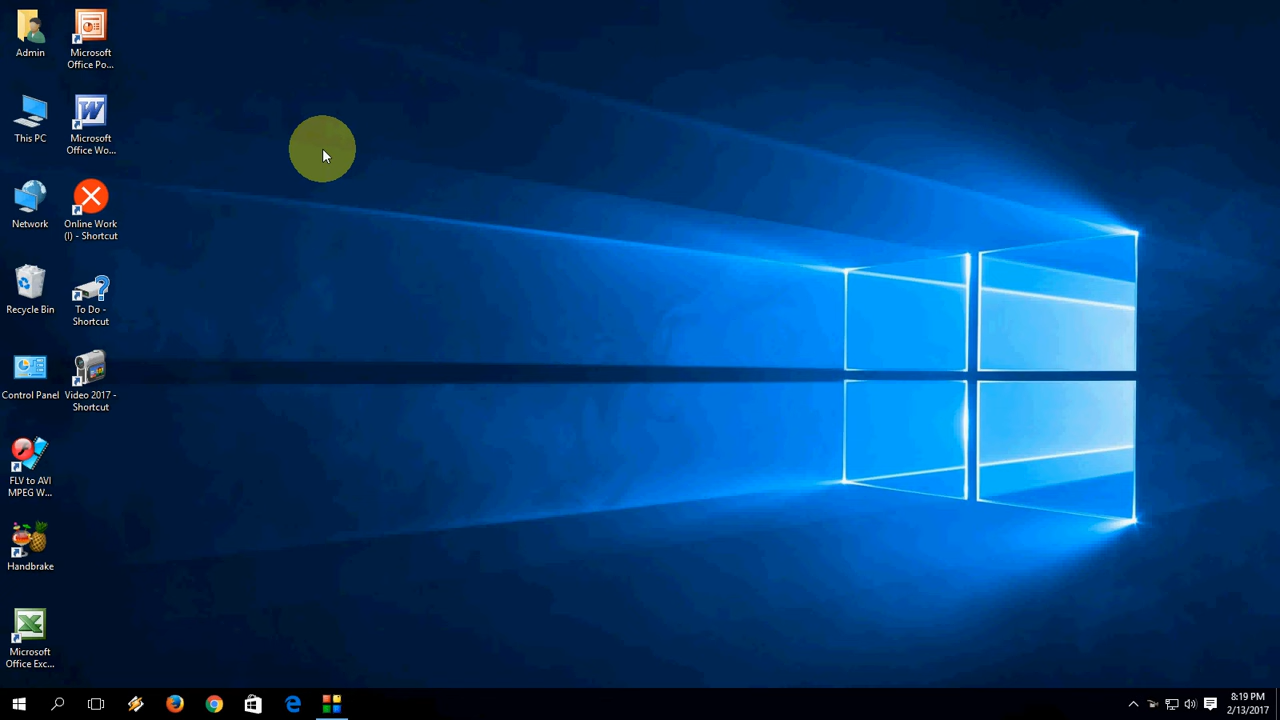 Admin
Microsoft
Office Po...
This PC
Microsoft
Office Wo...
Network
Online Work
(I) - Shortcut
Recycle Bin
To Do -
Shortcut
Control Panel
Video 2017 -
Shortcut
FLV to AVI
MPEG W...
Handbrake
Microsoft
Office Exc...
8:19 PM
2/13/2017